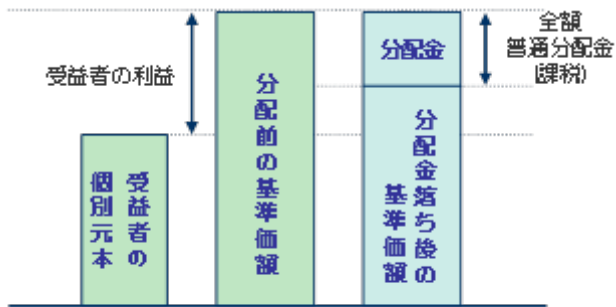 受益者の利益
受益者の
個別元本
分配前の基準価額
分配金
分配金落ち後の
基準価額
全額
普通分配金
(課税)